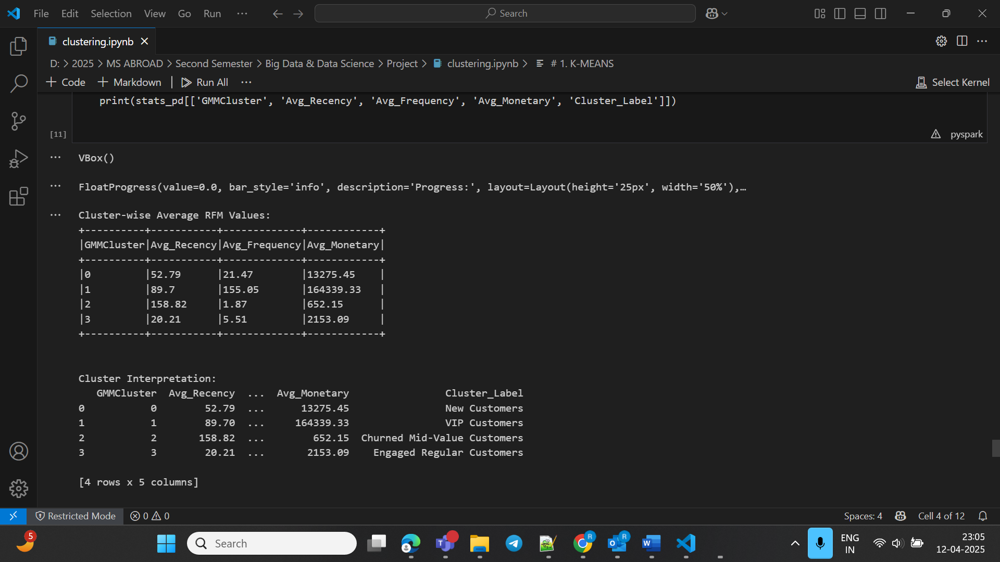 File Edit Selection View Go Run ··· Search
clustering.ipynb
D: > 2025 > MS ABROAD > Second Semester > Big Data & Data Science > Project > clustering.ipynb > # 1. K-MEANS
+ Code + Markdown | Run All ··· Select Kernel
print(stats_pd[['GMMCluster', 'Avg_Recency', 'Avg_Frequency', 'Avg_Monetary', 'Cluster_Label']])
[11] pyspark
··· VBox()
··· FloatProgress(value=0.0, bar_style='info', description='Progress:', layout=Layout(height='25px', width='50%'),…
··· Cluster-wise Average RFM Values:
+----------+-----------+-------------+------------+
|GMMCluster|Avg_Recency|Avg_Frequency|Avg_Monetary|
+----------+-----------+-------------+------------+
|0         |52.79      |21.47        |13275.45    |
|1         |89.7       |155.05       |164339.33   |
|2         |158.82     |1.87         |652.15      |
|3         |20.21      |5.51         |2153.09     |
+----------+-----------+-------------+------------+
Cluster Interpretation:
   GMMCluster  Avg_Recency  ...  Avg_Monetary                Cluster_Label
0           0        52.79  ...      13275.45                New Customers
1           1        89.70  ...     164339.33                VIP Customers
2           2       158.82  ...        652.15  Churned Mid-Value Customers
3           3        20.21  ...       2153.09    Engaged Regular Customers
[4 rows x 5 columns]
Restricted Mode 0 0 Spaces: 4 Cell 4 of 12
5 Search T R O R W ENG 23:05
IN 12-04-2025